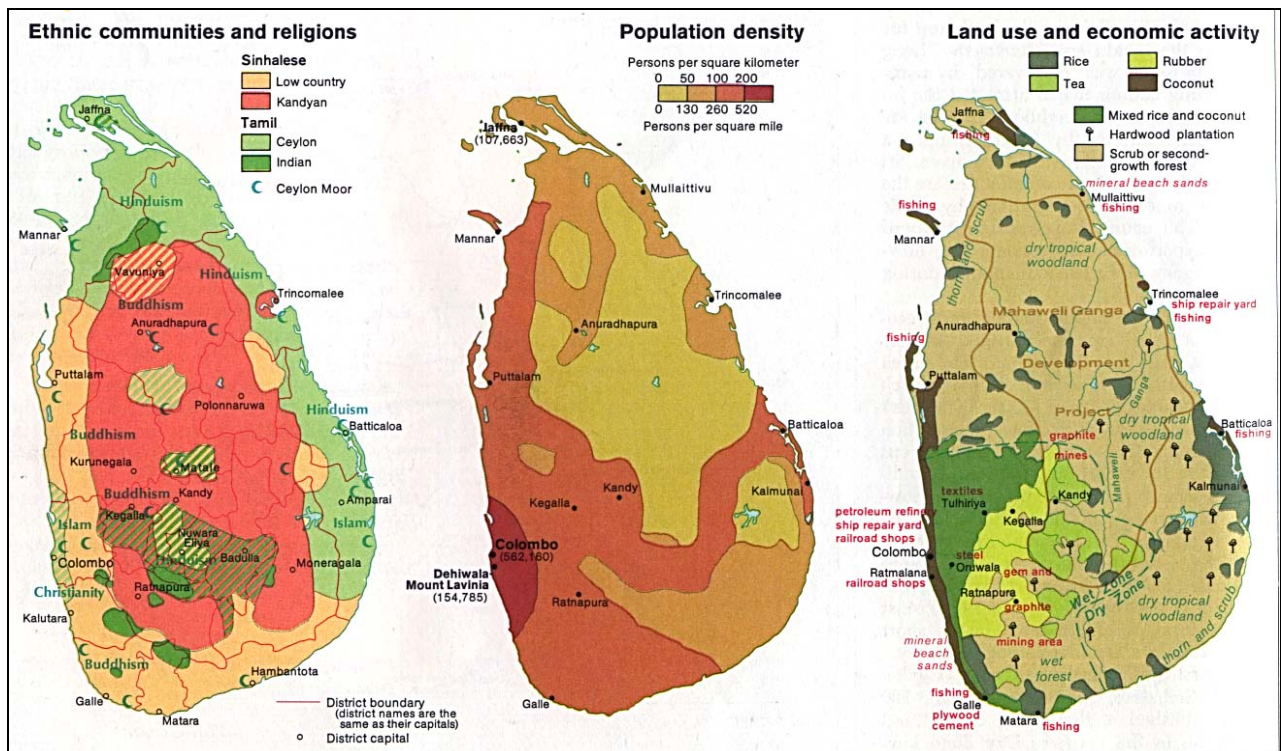 Ethnic communities and religions
Sinhalese
Low country
Kandyan
Tamil
Ceylon
Indian
Ceylon Moor
Jaffna
Hinduism
Mannar
Vavuniya
Hinduism
Trincomalee
Buddhism
Anuradhapura
Puttalam
Polonnaruwa
Hinduism
Batticaloa
Buddhism
Kurunegala
Matale
Buddhism
Kandy
Amparai
Kegalla
Islam
Nuwara
Eliya
Islam
Badulla
Hinduism
Colombo
Moneragala
Christianity
Ratnapura
Kalutara
Buddhism
Hambantota
Galle
Matara
District boundary
(district names are the
same as their capitals)
District capital
Population density
Persons per square kilometer
0 50 100 200
0 130 260 520
Persons per square mile
Jaffna
(107,663)
Mullaittivu
Mannar
Trincomalee
Anuradhapura
Puttalam
Batticaloa
Kandy
Kalmunai
Kegalla
Colombo
(562,160)
Dehiwala
Mount Lavinia
(154,785)
Ratnapura
Galle
Land use and economic activity
Rice
Rubber
Tea
Coconut
Mixed rice and coconut
Hardwood plantation
Scrub or second-
growth forest
Jaffna
fishing
mineral beach sands
Mullaittivu
fishing
fishing
Mannar
thorn and scrub
dry tropical
woodland
Trincomalee
ship repair yard
fishing
Mahaweli Ganga
Anuradhapura
fishing
Development
Puttalam
Ganga
Project
dry tropical
woodland
Batticaloa
fishing
graphite
mines
Mahaweli
textiles
Tulhiriya
Kandy
Kalmunai
petroleum refinery
ship repair yard
railroad shops
Kegalla
Colombo
steel
Oruwala
Ratmalana
railroad shops
gem and
Ratnapura
graphite
Wet Zone
Dry Zone
dry tropical
woodland
mining area
thorn and scrub
mineral
beach
sands
wet
forest
fishing
Galle
plywood
cement
Matara
fishing